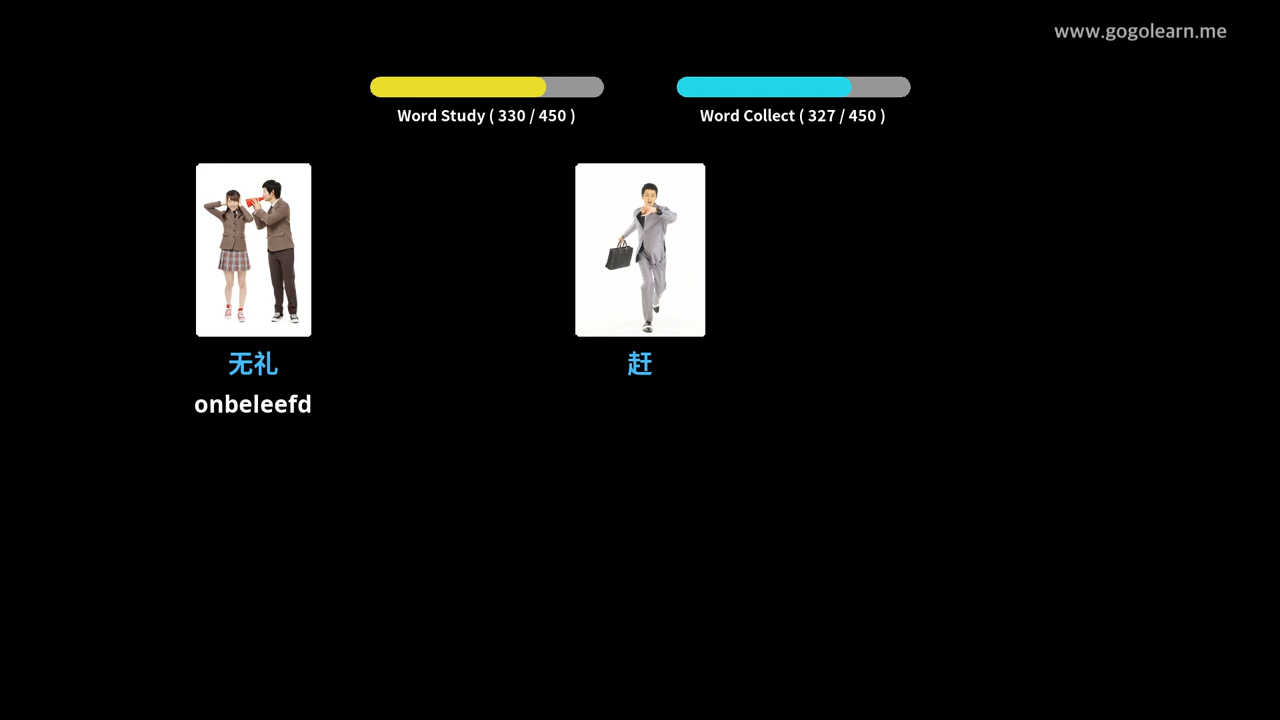 www.gogolearn.me
Word Study ( 330 / 450 )
Word Collect ( 327 / 450 )
无礼
赶
onbeleefd